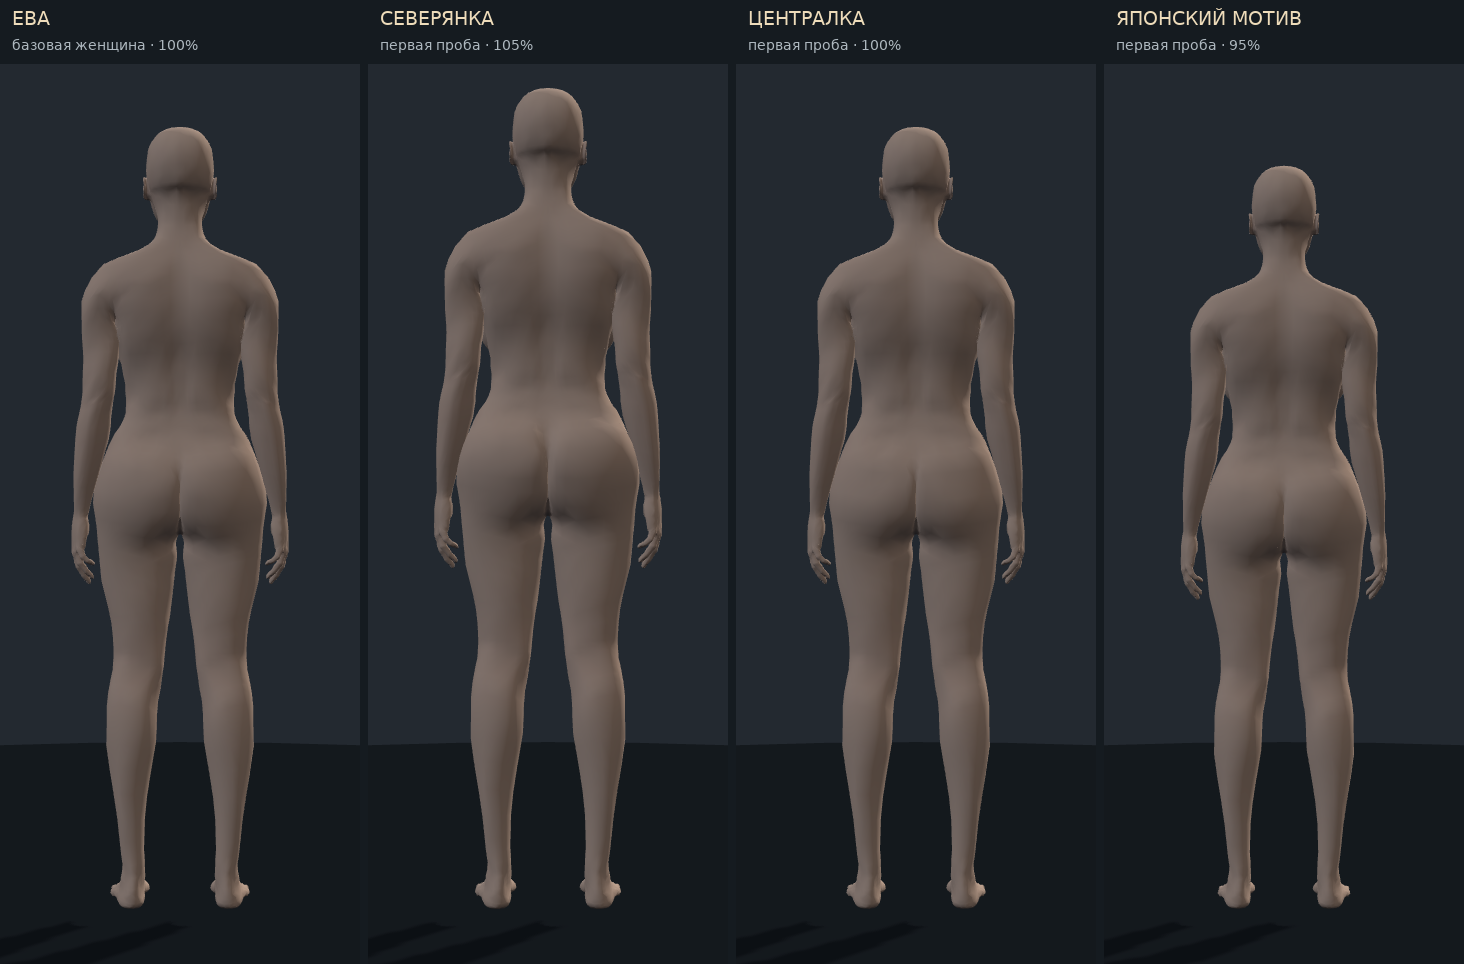 ЕВА
базовая женщина · 100%
СЕВЕРЯНКА
первая проба · 105%
ЦЕНТРАЛКА
первая проба · 100%
ЯПОНСКИЙ МОТИВ
первая проба · 95%